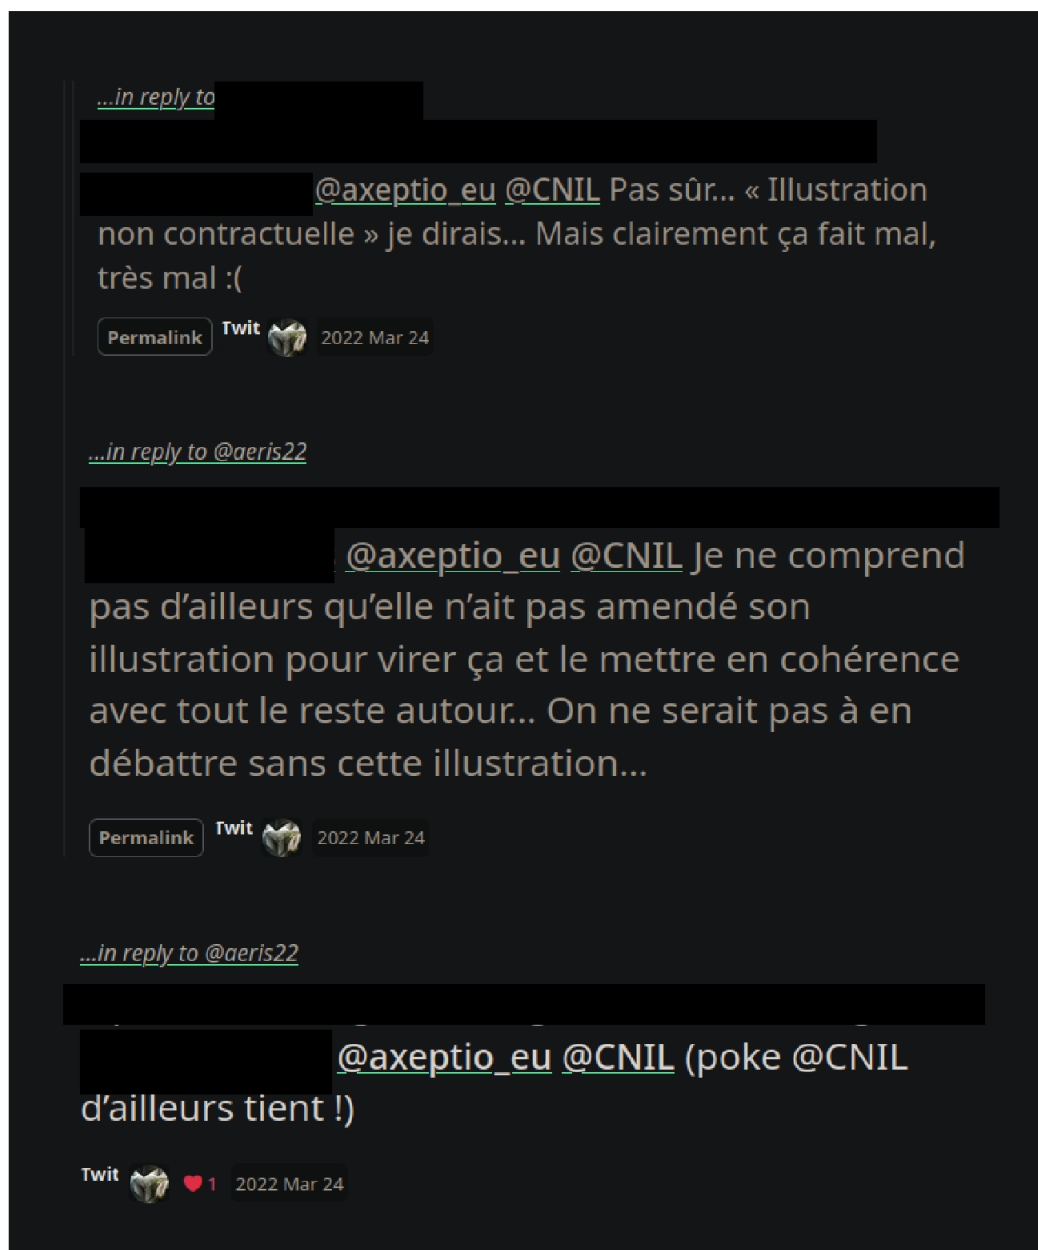 ...in reply to
@axeptio_eu @CNIL Pas sûr… « Illustration
non contractuelle » je dirais… Mais clairement ça fait mal,
très mal :(
Permalink Twit 2022 Mar 24
...in reply to @aeris22
@axeptio_eu @CNIL Je ne comprend
pas d’ailleurs qu’elle n’ait pas amendé son
illustration pour virer ça et le mettre en cohérence
avec tout le reste autour… On ne serait pas à en
débattre sans cette illustration…
Permalink Twit 2022 Mar 24
...in reply to @aeris22
@axeptio_eu @CNIL (poke @CNIL
d’ailleurs tient !)
Twit ❤ 1 2022 Mar 24